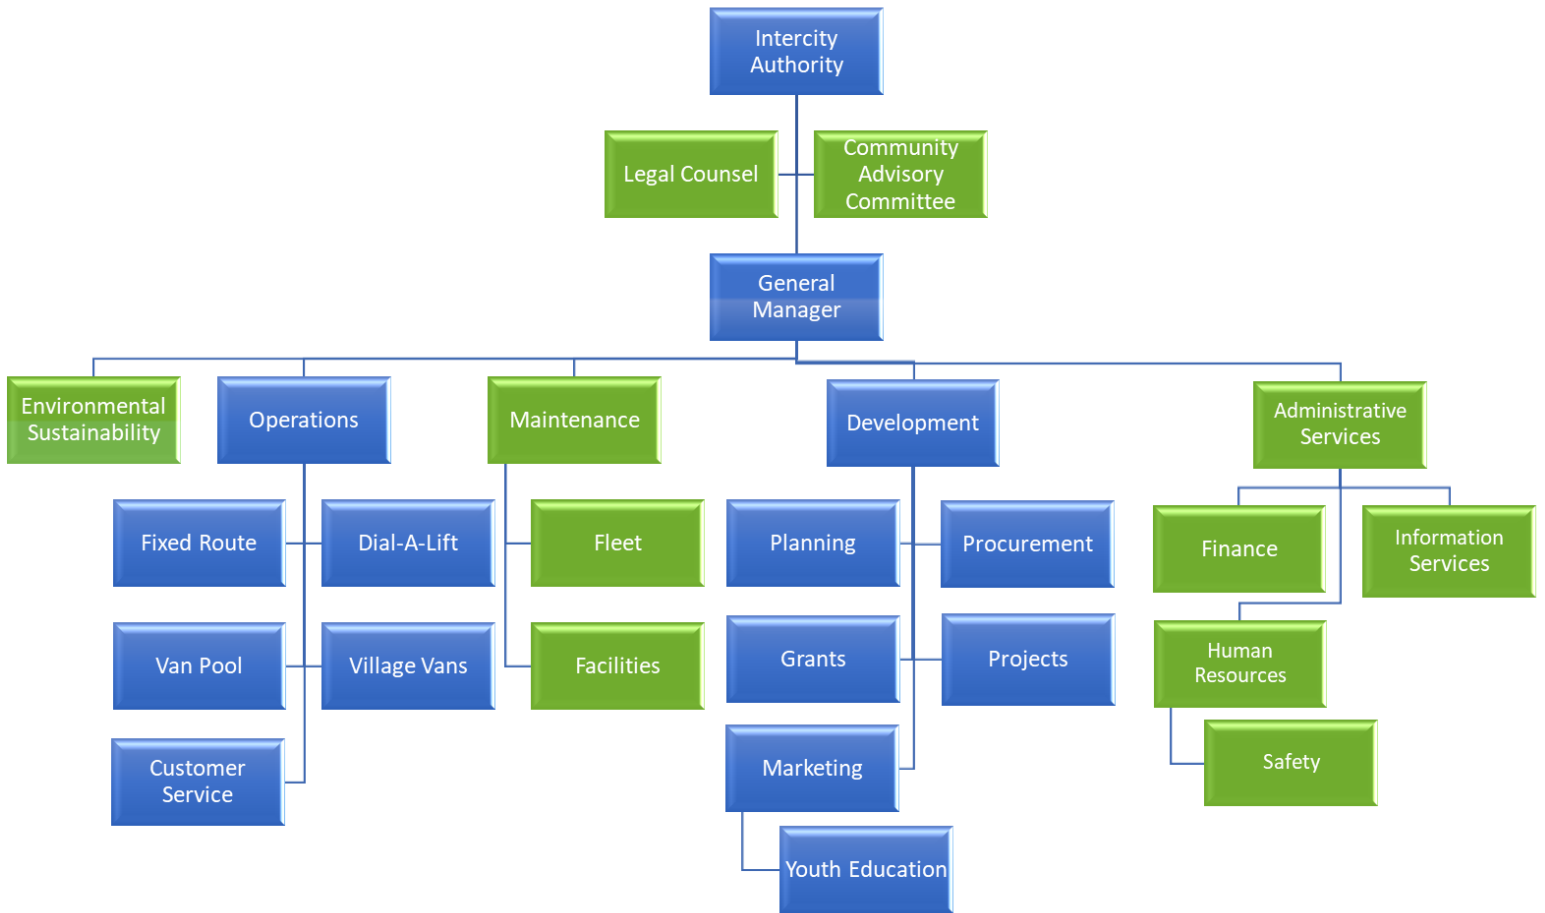 Intercity
Authority
Legal Counsel
Community
Advisory
Committee
General
Manager
Environmental
Sustainability
Operations
Maintenance
Development
Administrative
Services
Fixed Route
Dial-A-Lift
Fleet
Planning
Procurement
Finance
Information
Services
Van Pool
Village Vans
Facilities
Grants
Projects
Human
Resources
Customer
Service
Marketing
Safety
Youth Education